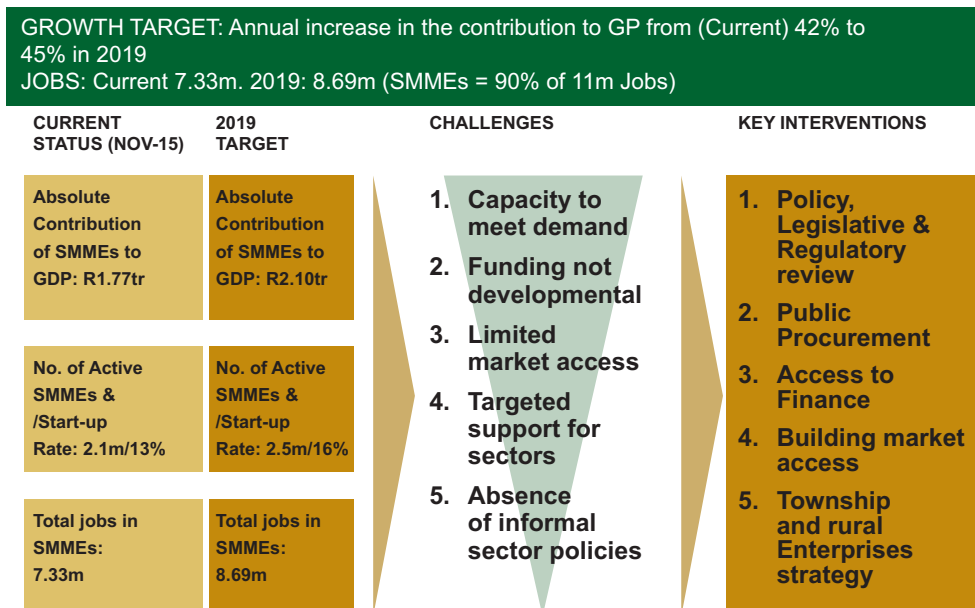 GROWTH TARGET: Annual increase in the contribution to GP from (Current) 42% to
45% in 2019
JOBS: Current 7.33m. 2019: 8.69m (SMMEs = 90% of 11m Jobs)
CURRENT
STATUS (NOV-15)
2019
TARGET
CHALLENGES
KEY INTERVENTIONS
Absolute
Contribution
of SMMEs to
GDP: R1.77tr
Absolute
Contribution
of SMMEs to
GDP: R2.10tr
No. of Active
SMMEs &
/Start-up
Rate: 2.1m/13%
No. of Active
SMMEs &
/Start-up
Rate: 2.5m/16%
Total jobs in
SMMEs:
7.33m
Total jobs in
SMMEs:
8.69m
1. Capacity to
meet demand
2. Funding not
developmental
3. Limited
market access
4. Targeted
support for
sectors
5. Absence
of informal
sector policies
1. Policy,
Legislative &
Regulatory
review
2. Public
Procurement
3. Access to
Finance
4. Building market
access
5. Township
and rural
Enterprises
strategy